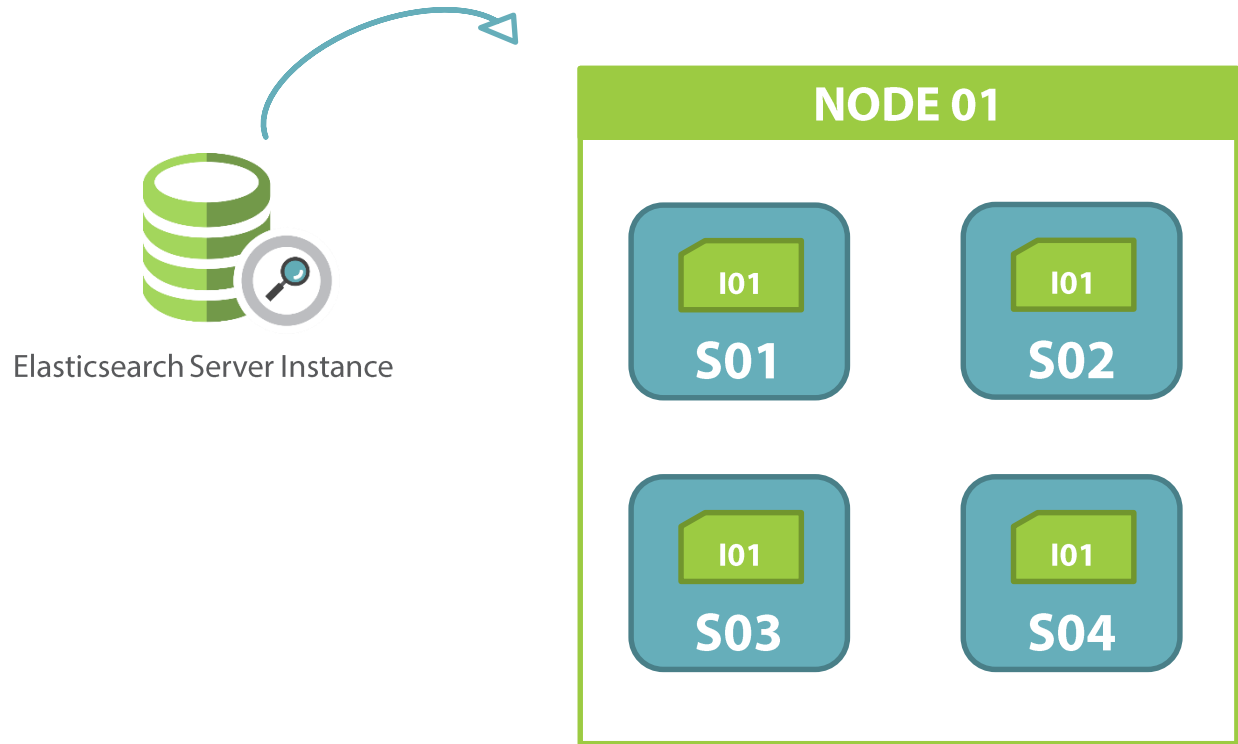 NODE 01
Elasticsearch Server Instance
I01
S01
I01
S02
I01
S03
I01
S04